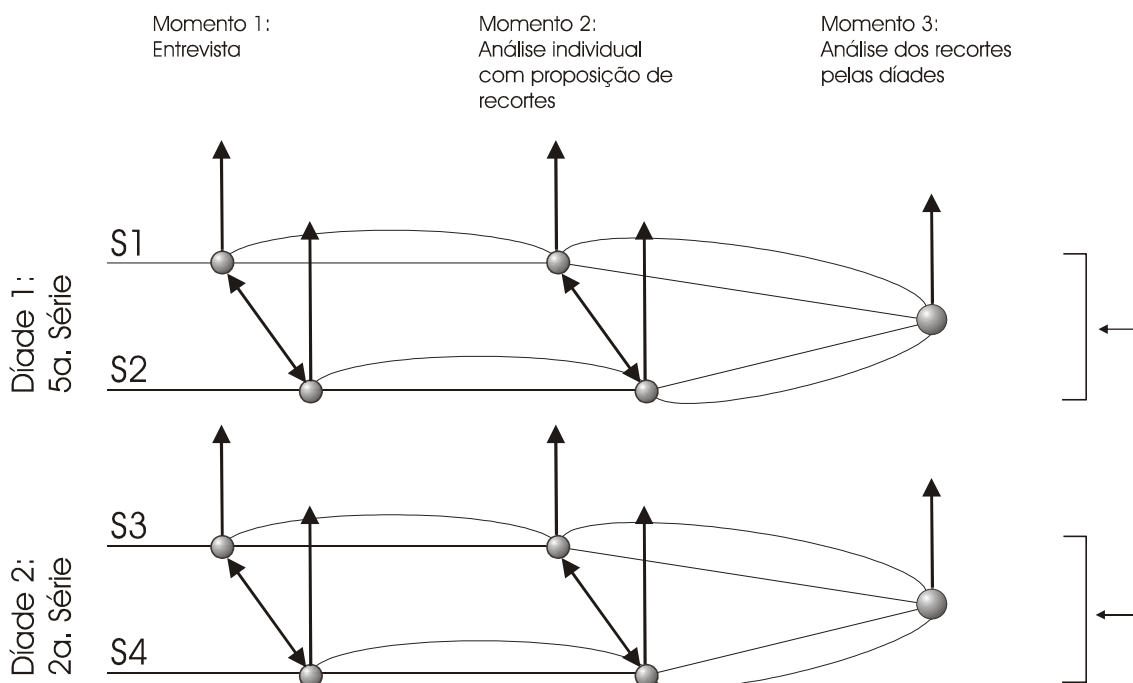 Momento 1:
Entrevista
Momento 2:
Análise individual
com proposição de
recortes
Momento 3:
Análise dos recortes
pelas díades
Díade 1:
5a. Série
S1
S2
Díade 2:
2a. Série
S3
S4